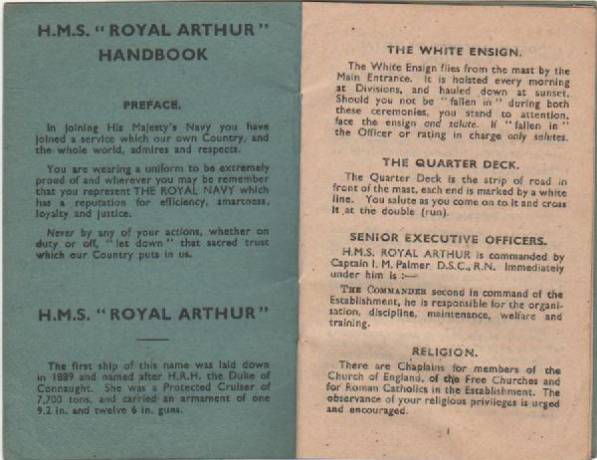 H.M.S. "ROYAL ARTHUR"
HANDBOOK
PREFACE.
In joining His Majesty's Navy you have
joined a service which our own Country, and
the whole world, admires and respects.
You are wearing a uniform to be extremely
proud of and wherever you may be remember
that you represent THE ROYAL NAVY which
has a reputation for efficiency, smartness,
loyalty and justice.
Never by any of your actions, whether on
duty or off, "let down" that sacred trust
which our Country puts in us.
H.M.S. "ROYAL ARTHUR"
The first ship of this name was laid down
in 1889 and named after H.R.H. the Duke of
Connaught. She was a Protected Cruiser of
7,700 tons, and carried an armament of one
9.2 in. and twelve 6 in. guns.
THE WHITE ENSIGN.
The White Ensign flies from the mast by the
Main Entrance. It is hoisted every morning
at Divisions, and hauled down at sunset.
Should you not be "fallen in" during both
these ceremonies, you stand to attention,
face the ensign and salute. If "fallen in"
the Officer or rating in charge only salutes.
THE QUARTER DECK.
The Quarter Deck is the strip of road in
front of the mast, each end is marked by a white
line. You salute as you come on to it and cross
it at the double (run).
SENIOR EXECUTIVE OFFICERS.
H.M.S. ROYAL ARTHUR is commanded by
Captain I. M. Palmer D.S.C., R.N. Immediately
under him is :—
THE COMMANDER second in command of the
Establishment, he is responsible for the organi-
sation, discipline, maintenance, welfare and
training.
RELIGION.
There are Chaplains for members of the
Church of England, of the Free Churches and
for Roman Catholics in the Establishment. The
observance of your religious privileges is urged
and encouraged.
1